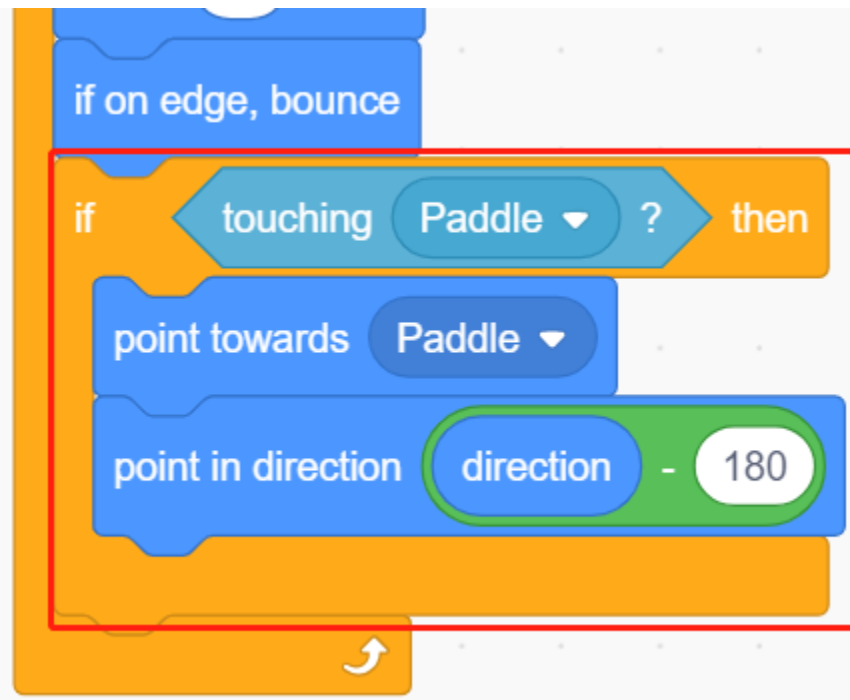 if on edge, bounce
if touching Paddle ? then
point towards Paddle
point in direction direction - 180